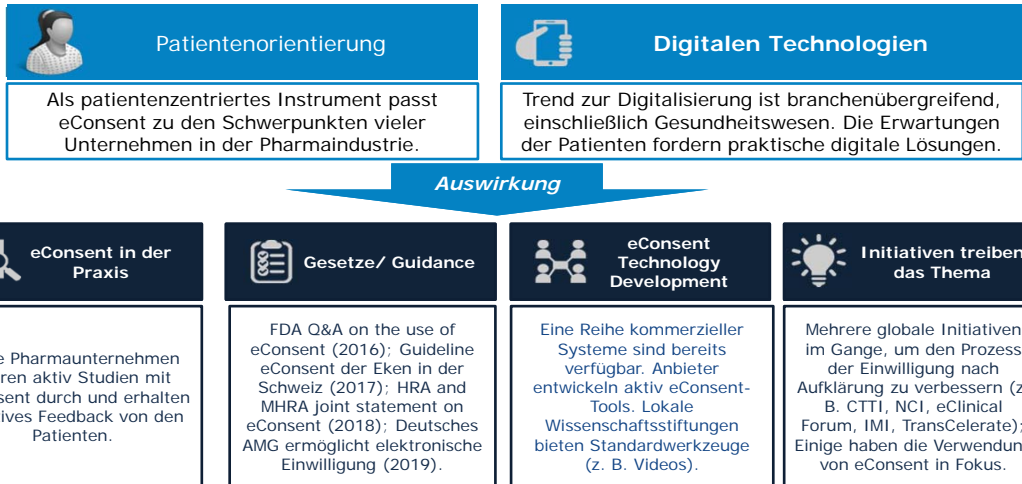 Patientenorientierung
Als patientenzentriertes Instrument passt
eConsent zu den Schwerpunkten vieler
Unternehmen in der Pharmaindustrie.
Digitalen Technologien
Trend zur Digitalisierung ist branchenübergreifend,
einschließlich Gesundheitswesen. Die Erwartungen
der Patienten fordern praktische digitale Lösungen.
Auswirkung
eConsent in der
Praxis
Pharmaunternehmen
aktiv Studien mit
durch und erhalten
Feedback von den
Patienten.
Gesetze/ Guidance
FDA Q&A on the use of
eConsent (2016); Guideline
eConsent der Eken in der
Schweiz (2017); HRA and
MHRA joint statement on
eConsent (2018); Deutsches
AMG ermöglicht elektronische
Einwilligung (2019).
eConsent
Technology
Development
Eine Reihe kommerzieller
Systeme sind bereits
verfügbar. Anbieter
entwickeln aktiv eConsent-
Tools. Lokale
Wissenschaftsstiftungen
bieten Standardwerkzeuge
(z. B. Videos).
Initiativen treiben
das Thema
Mehrere globale Initiativen
im Gange, um den Prozess
der Einwilligung nach
Aufklärung zu verbessern (z.
B. CTTI, NCI, eClinical
Forum, IMI, TransCelerate);
Einige haben die
von eConsent in Fokus.